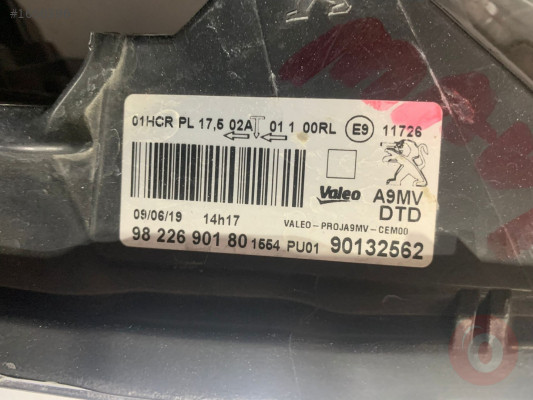 01HCR PL 17,5 02A 01 1 00RL E9 11726
Valeo A9MV
DTD
09/06/19 14h17 VALEO-PROJA9MV-CEM00
98 226 901 80 1554 PU01 90132562